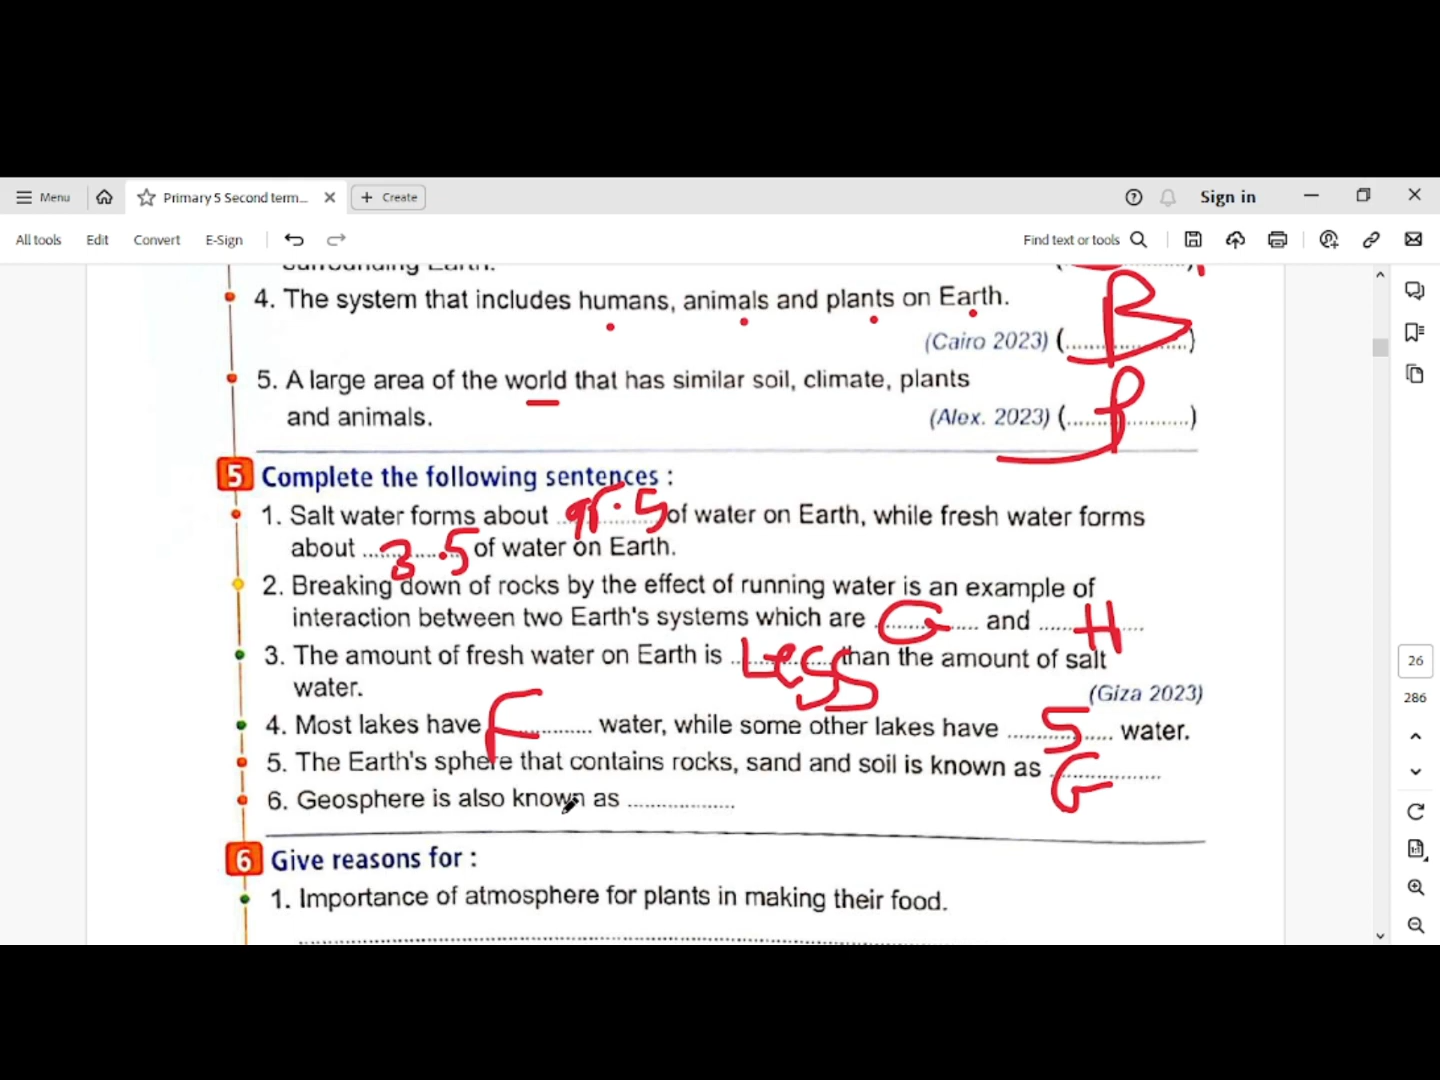 Menu
Primary 5 Second term...
Create
Sign in
All tools
Edit
Convert
E-Sign
Find text or tools
surrounding Earth.
4. The system that includes humans, animals and plants on Earth.
(Cairo 2023) (....................) B
5. A large area of the world that has similar soil, climate, plants
and animals. (Alex. 2023) (....................)
5 Complete the following sentences :
1. Salt water forms about .................. of water on Earth, while fresh water forms
about 3.5 of water on Earth.
2. Breaking down of rocks by the effect of running water is an example of
interaction between two Earth's systems which are G and H
3. The amount of fresh water on Earth is Less than the amount of salt
water. (Giza 2023)
4. Most lakes have F water, while some other lakes have S water.
5. The Earth's sphere that contains rocks, sand and soil is known as G
6. Geosphere is also known as ..................
6 Give reasons for :
1. Importance of atmosphere for plants in making their food.
26
286